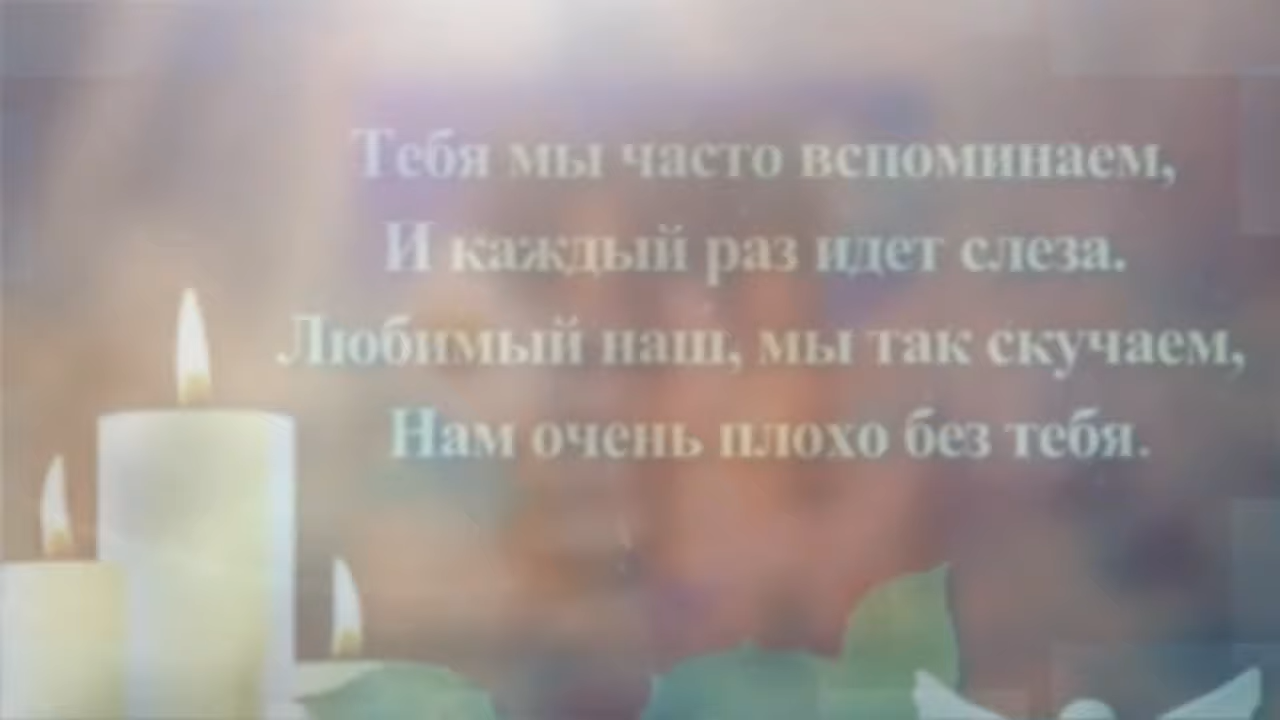 Тебя мы часто вспоминаем,
И каждый раз идет слеза.
Любимый наш, мы так скучаем,
Нам очень плохо без тебя.